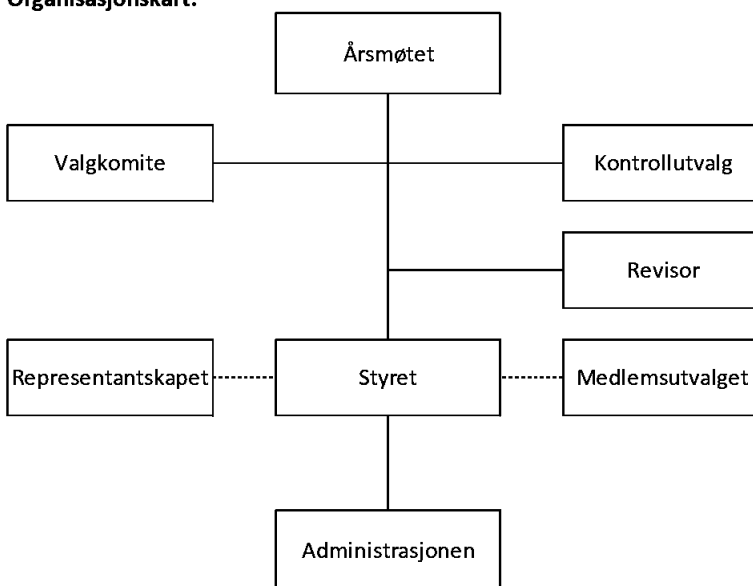 Organisasjonskart:
Årsmøtet
Valgkomite
Kontrollutvalg
Revisor
Representantskapet
Styret
Medlemsutvalget
Administrasjonen